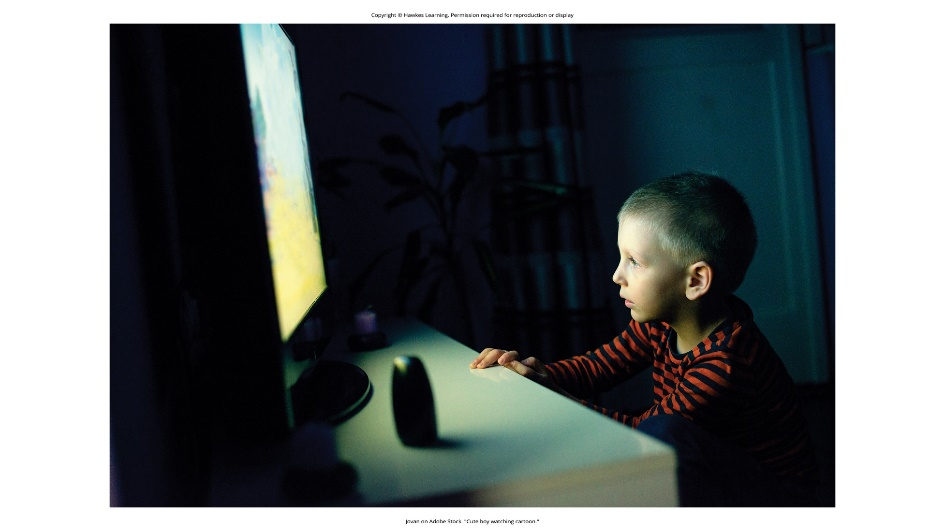 Copyright © Hawkes Learning. Permission required for reproduction or display
Jovan on Adobe Stock. "Cute boy watching cartoon."